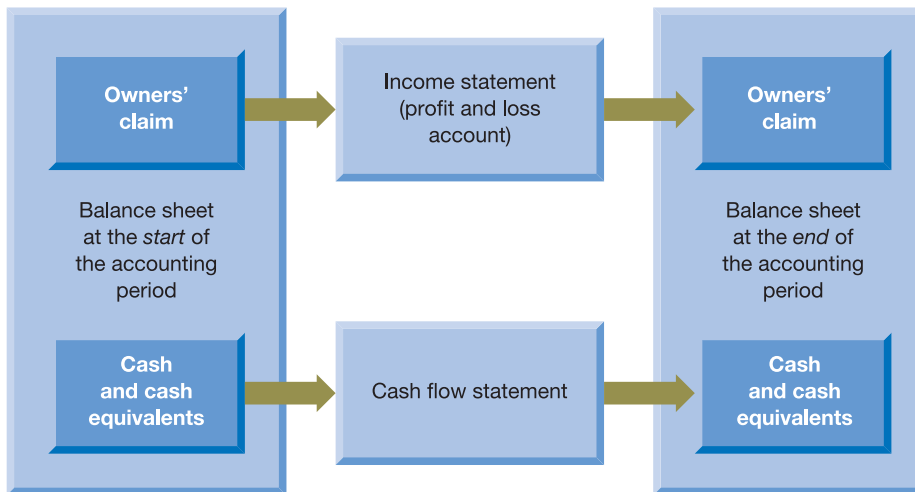 Owners’
claim
Balance sheet
at the start of
the accounting
period
Cash
and cash
equivalents
Income statement
(profit and loss
account)
Cash flow statement
Owners’
claim
Balance sheet
at the end of
the accounting
period
Cash
and cash
equivalents